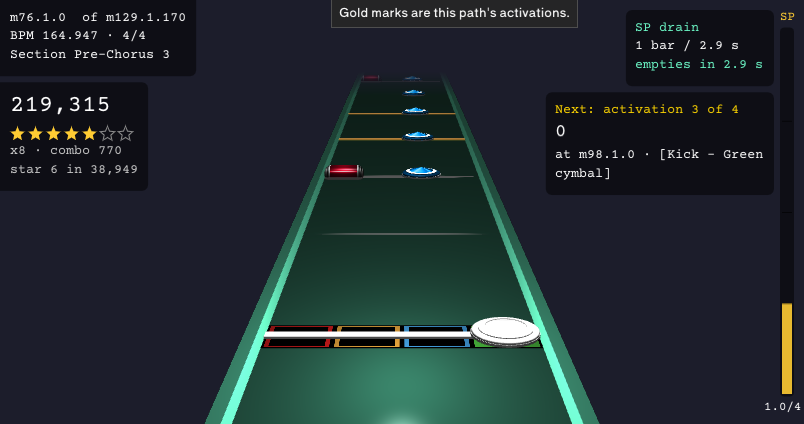 m76.1.0 of m129.1.170
BPM 164.947 · 4/4
Section Pre-Chorus 3
219,315
x8 · combo 770
star 6 in 38,949
Gold marks are this path's activations.
SP drain
1 bar / 2.9 s
empties in 2.9 s
Next: activation 3 of 4
0
at m98.1.0 · [Kick - Green
cymbal]
SP
1.0/4